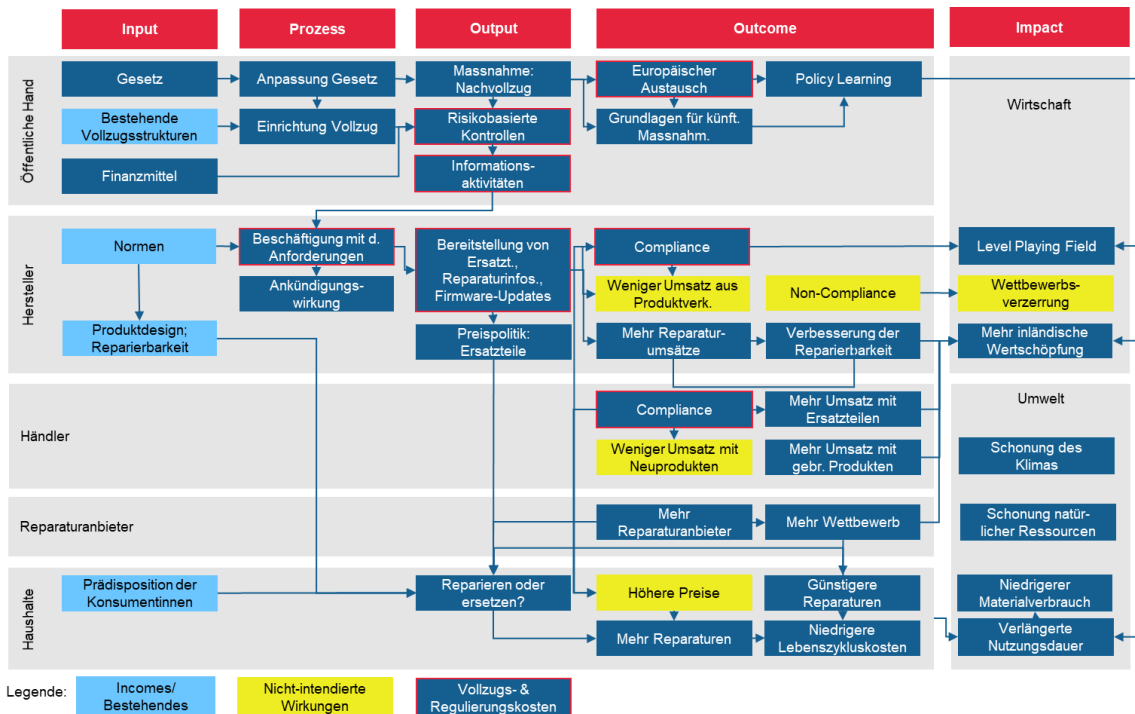 Input
Prozess
Output
Outcome
Impact
Öffentliche Hand
Gesetz
Anpassung Gesetz
Massnahme:
Nachvollzug
Europäischer
Austausch
Policy Learning
Wirtschaft
Bestehende
Vollzugsstrukturen
Einrichtung Vollzug
Risikobasierte
Kontrollen
Grundlagen für künft.
Massnahm.
Finanzmittel
Informations-
aktivitäten
Hersteller
Normen
Beschäftigung mit d.
Anforderungen
Bereitstellung von
Ersatzt.,
Reparaturinfos.,
Firmware-Updates
Compliance
Level Playing Field
Ankündigungs-
wirkung
Weniger Umsatz aus
Produktverk.
Non-Compliance
Wettbewerbs-
verzerrung
Produktdesign;
Reparierbarkeit
Preispolitik:
Ersatzteile
Mehr Reparatur-
umsätze
Verbesserung der
Reparierbarkeit
Mehr inländische
Wertschöpfung
Händler
Compliance
Mehr Umsatz mit
Ersatzteilen
Umwelt
Weniger Umsatz mit
Neuprodukten
Mehr Umsatz mit
gebr. Produkten
Schonung des
Klimas
Reparaturanbieter
Mehr
Reparaturanbieter
Mehr Wettbewerb
Schonung natür-
licher Ressourcen
Haushalte
Prädisposition der
Konsumentinnen
Reparieren oder
ersetzen?
Höhere Preise
Günstigere
Reparaturen
Niedrigerer
Materialverbrauch
Mehr Reparaturen
Niedrigere
Lebenszykluskosten
Verlängerte
Nutzungsdauer
Legende:
Incomes/
Bestehendes
Nicht-intendierte
Wirkungen
Vollzugs- &
Regulierungskosten